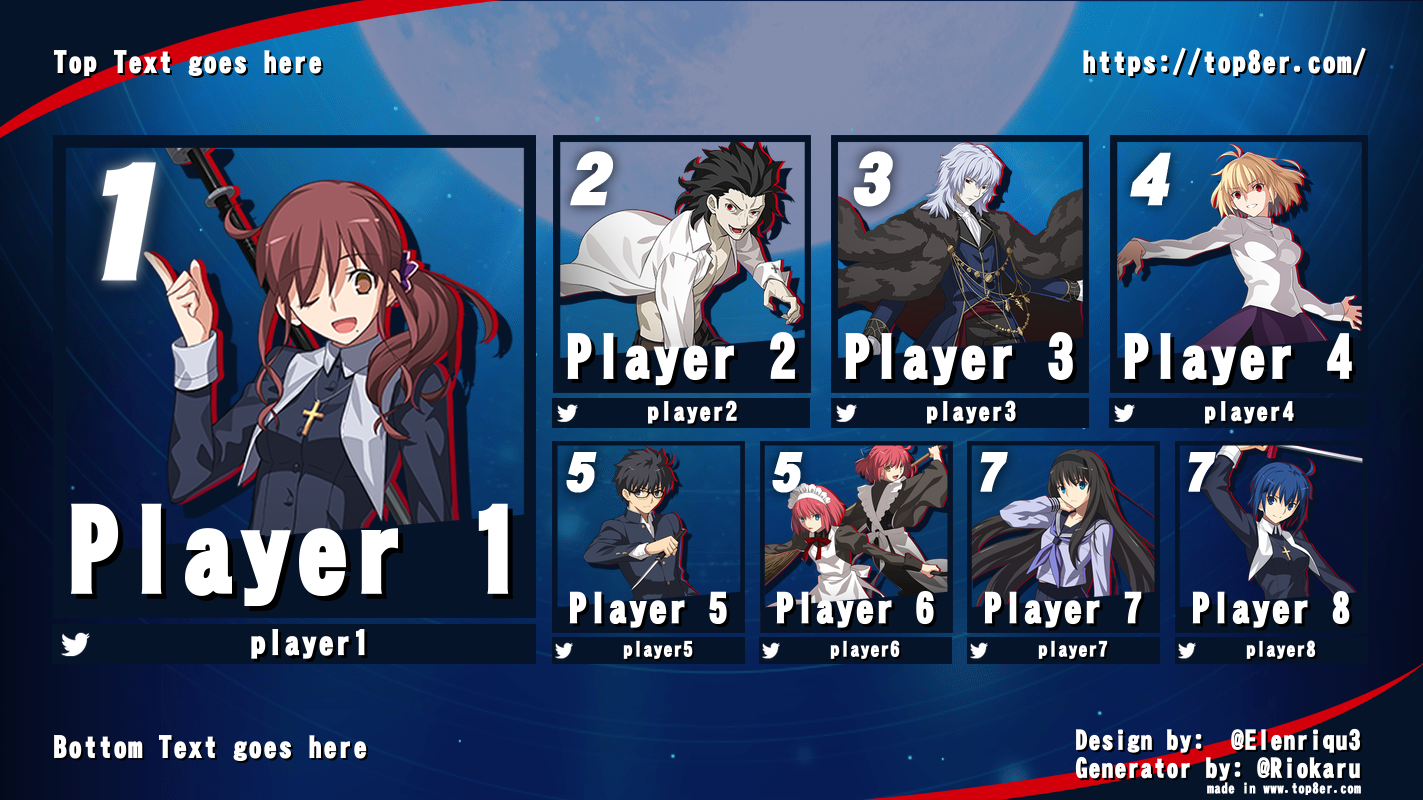 Top Text goes here
https://top8er.com/
1
Player 1
player1
2
Player 2
player2
3
Player 3
player3
4
Player 4
player4
5
Player 5
player5
5
Player 6
player6
7
Player 7
player7
7
Player 8
player8
Bottom Text goes here
Design by: @Elenriqu3
Generator by: @Riokaru
made in www.top8er.com